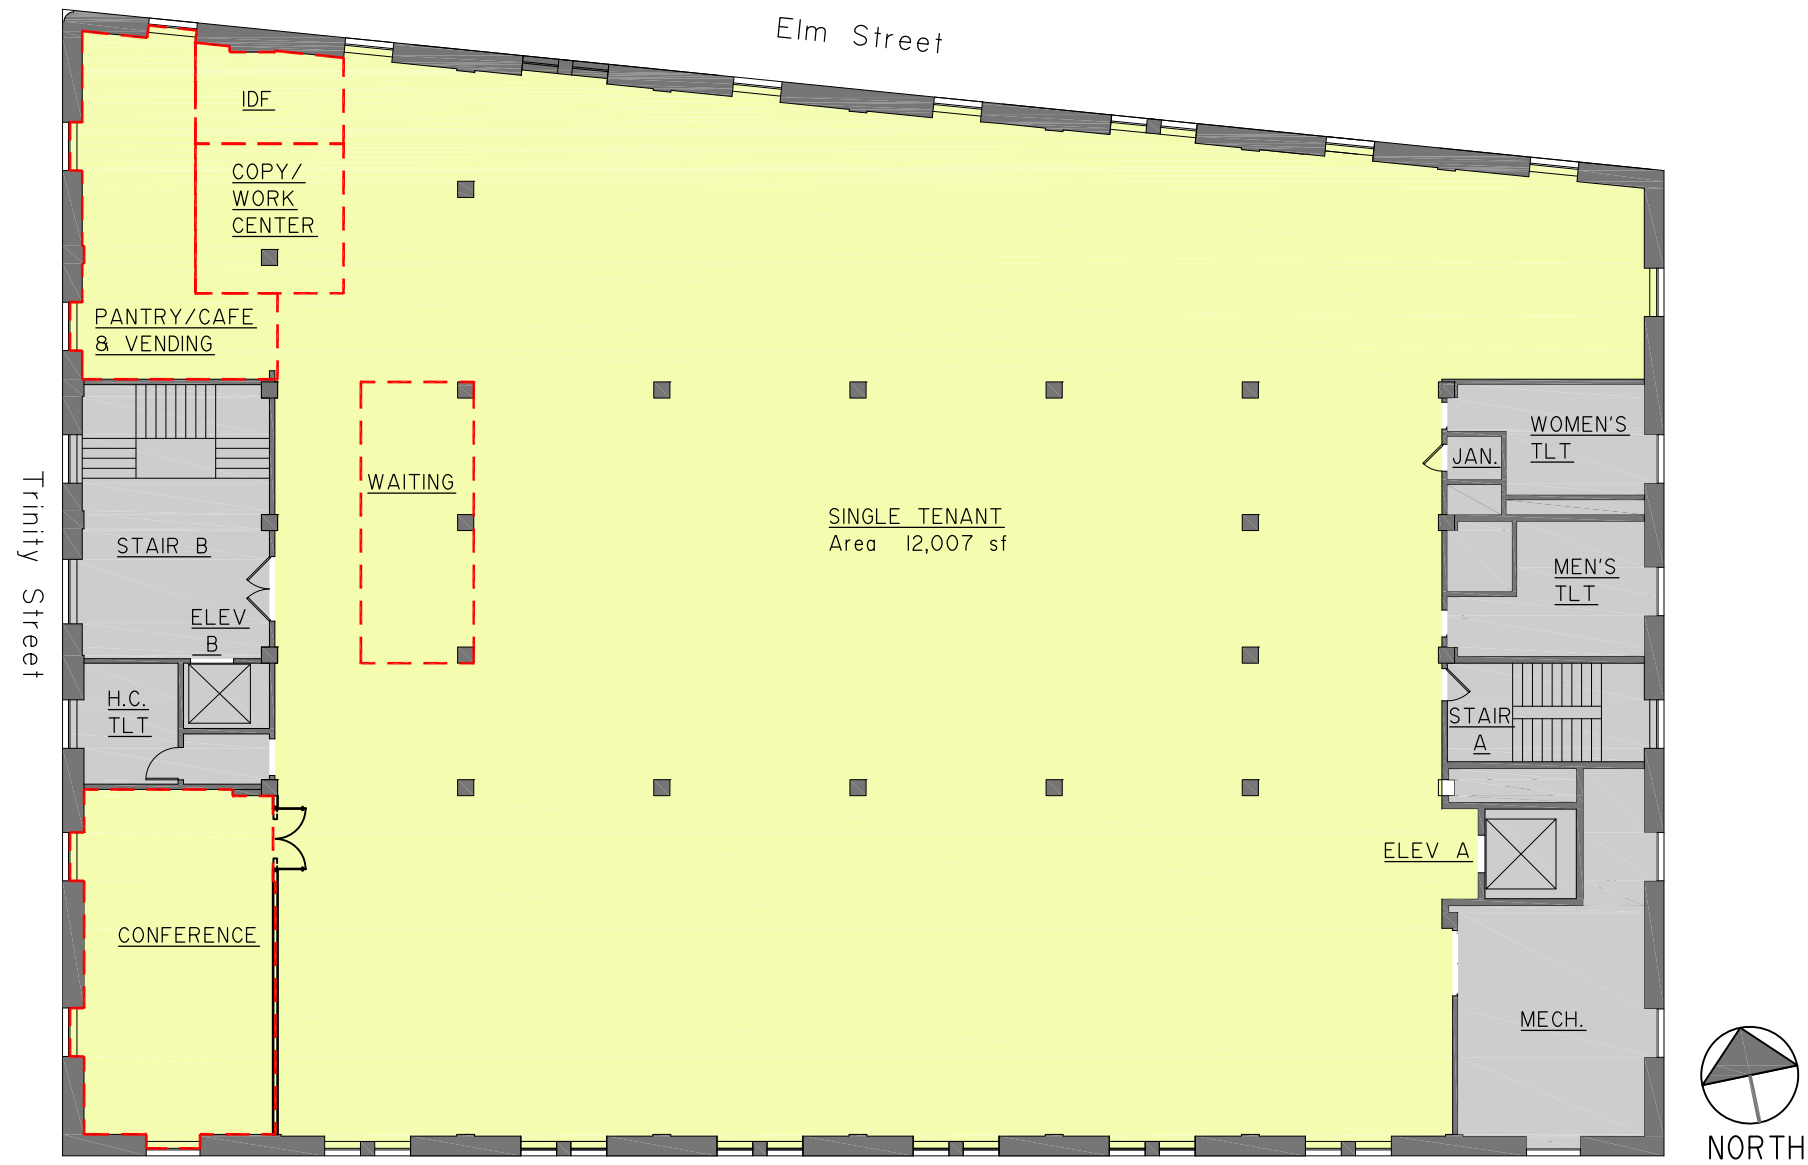 Elm Street
IDF
COPY/
WORK
CENTER
PANTRY/CAFE
& VENDING
WOMEN'S
TLT
JAN.
WAITING
SINGLE TENANT
Area 12,007 sf
Trinity Street
STAIR B
MEN'S
TLT
ELEV
B
H.C.
TLT
STAIR
A
ELEV A
CONFERENCE
MECH.
NORTH